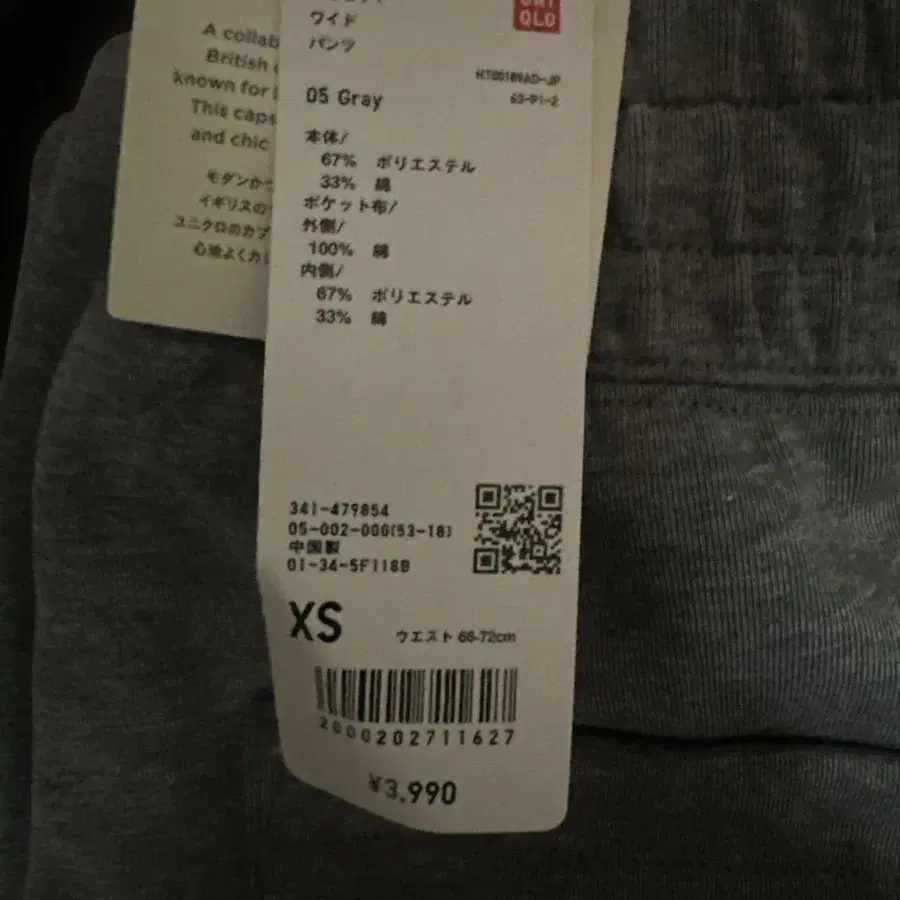 A collab
British
known for
This caps
and chic
モダンかつ
イギリスの
ユニクロのカプ
心地よくカ
ワイド
パンツ
QLO
05 Gray
63-91-2
本体/
67% ポリエステル
33% 綿
ポケット布/
外側/
100% 綿
内側/
67% ポリエステル
33% 綿
341-479854
05-002-000(53-18)
中国製
01-34-5F118B
XS
ウエスト 66-72cm
2000202711627
¥3,990